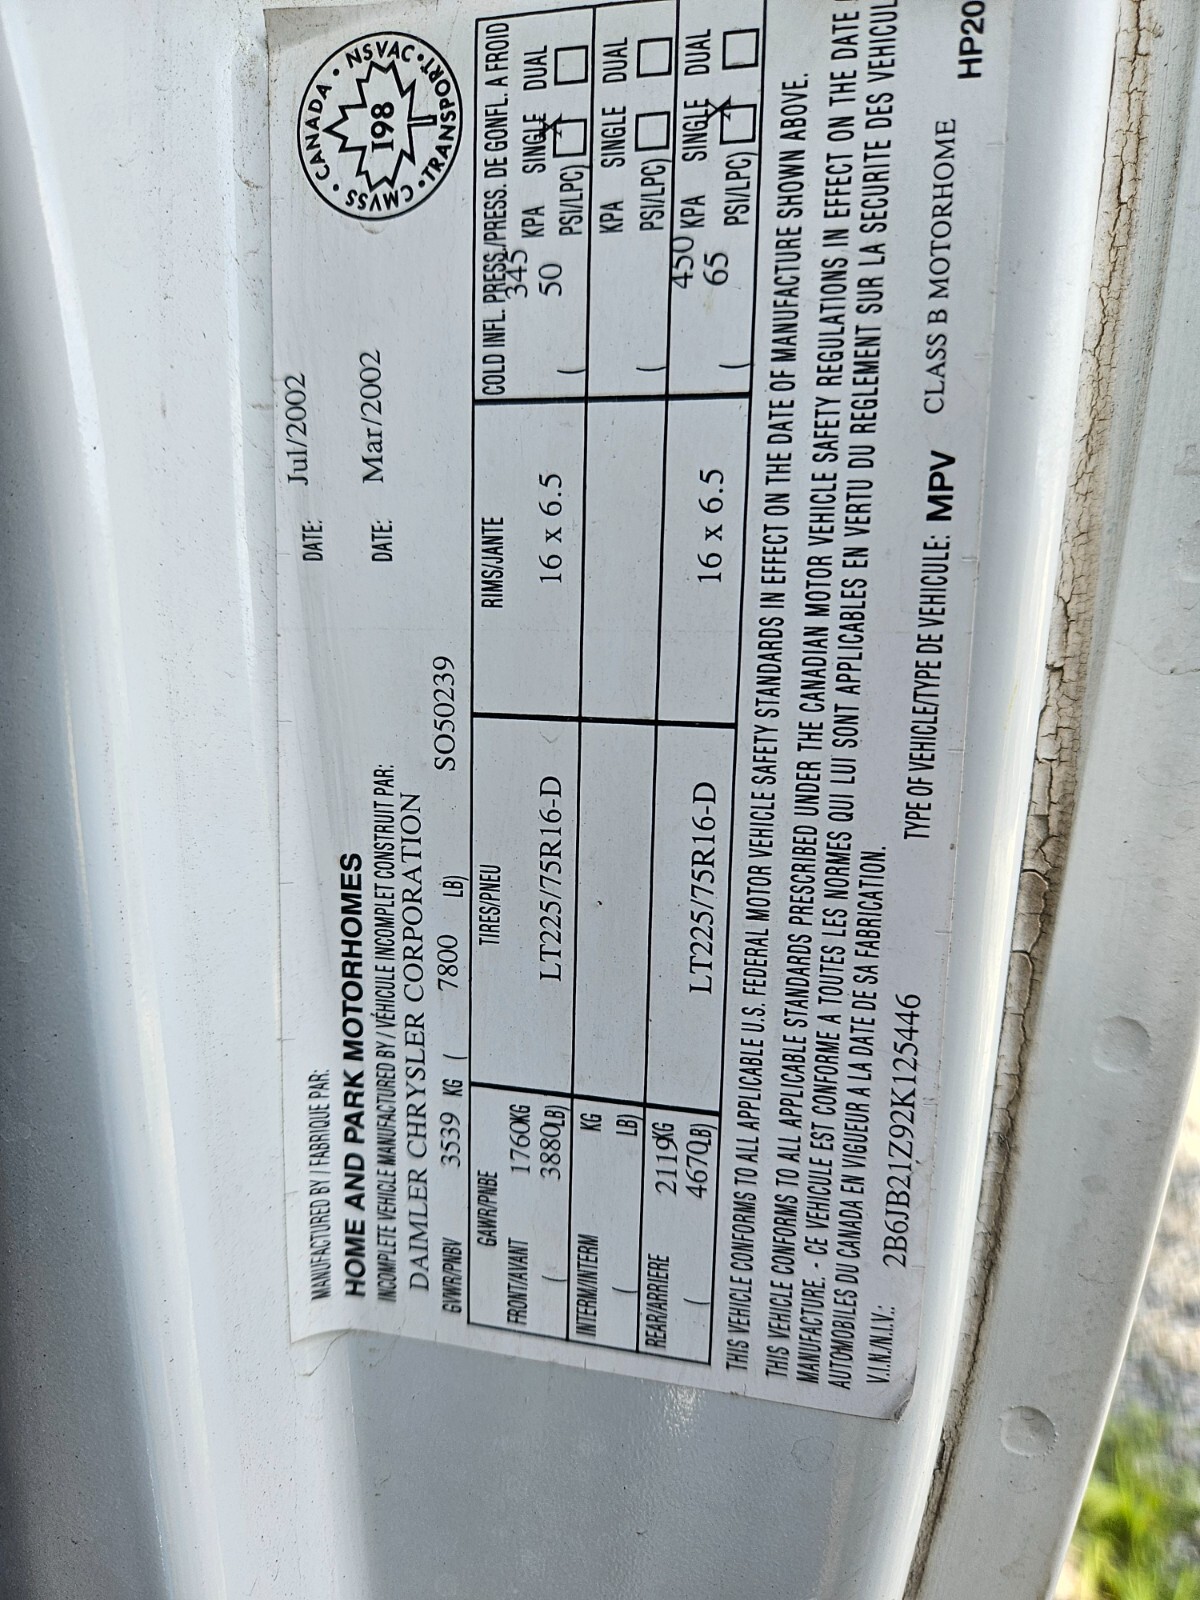 MANUFACTURED BY / FABRIQUE PAR: DATE: Jul/2002
HOME AND PARK MOTORHOMES
INCOMPLETE VEHICLE MANUFACTURED BY / VÉHICULE INCOMPLET CONSTRUIT PAR: DATE: Mar/2002
DAIMLER CHRYSLER CORPORATION
CANADA • NSVAC • TRANSPORT • CMVSS •
198
GVWR/PNBV 3539 KG ( 7800 LB) SO50239
GAWR/PNBE TIRES/PNEU RIMS/JANTE COLD INFL. PRESS./PRESS. DE GONFL. A FROID
FRONT/AVANT 1760KG 345 KPA SINGLE DUAL
( 3880LB) LT225/75R16-D 16 x 6.5 ( 50 PSI/LPC)
INTERM/INTERM KG KPA SINGLE DUAL
( LB) ( PSI/LPC)
REAR/ARRIERE 2119KG 450 KPA SINGLE DUAL
( 4670LB) LT225/75R16-D 16 x 6.5 ( 65 PSI/LPC)
THIS VEHICLE CONFORMS TO ALL APPLICABLE U.S. FEDERAL MOTOR VEHICLE SAFETY STANDARDS IN EFFECT ON THE DATE OF MANUFACTURE SHOWN ABOVE.
THIS VEHICLE CONFORMS TO ALL APPLICABLE STANDARDS PRESCRIBED UNDER THE CANADIAN MOTOR VEHICLE SAFETY REGULATIONS IN EFFECT ON THE DATE
MANUFACTURE. - CE VEHICULE EST CONFORME A TOUTES LES NORMES QUI LUI SONT APPLICABLES EN VERTU DU REGLEMENT SUR LA SECURITE DES VEHICUL
AUTOMOBILES DU CANADA EN VIGUEUR A LA DATE DE SA FABRICATION.
V.I.N./N.I.V.: 2B6JB21Z92K125446 TYPE OF VEHICLE/TYPE DE VEHICULE: MPV CLASS B MOTORHOME HP20